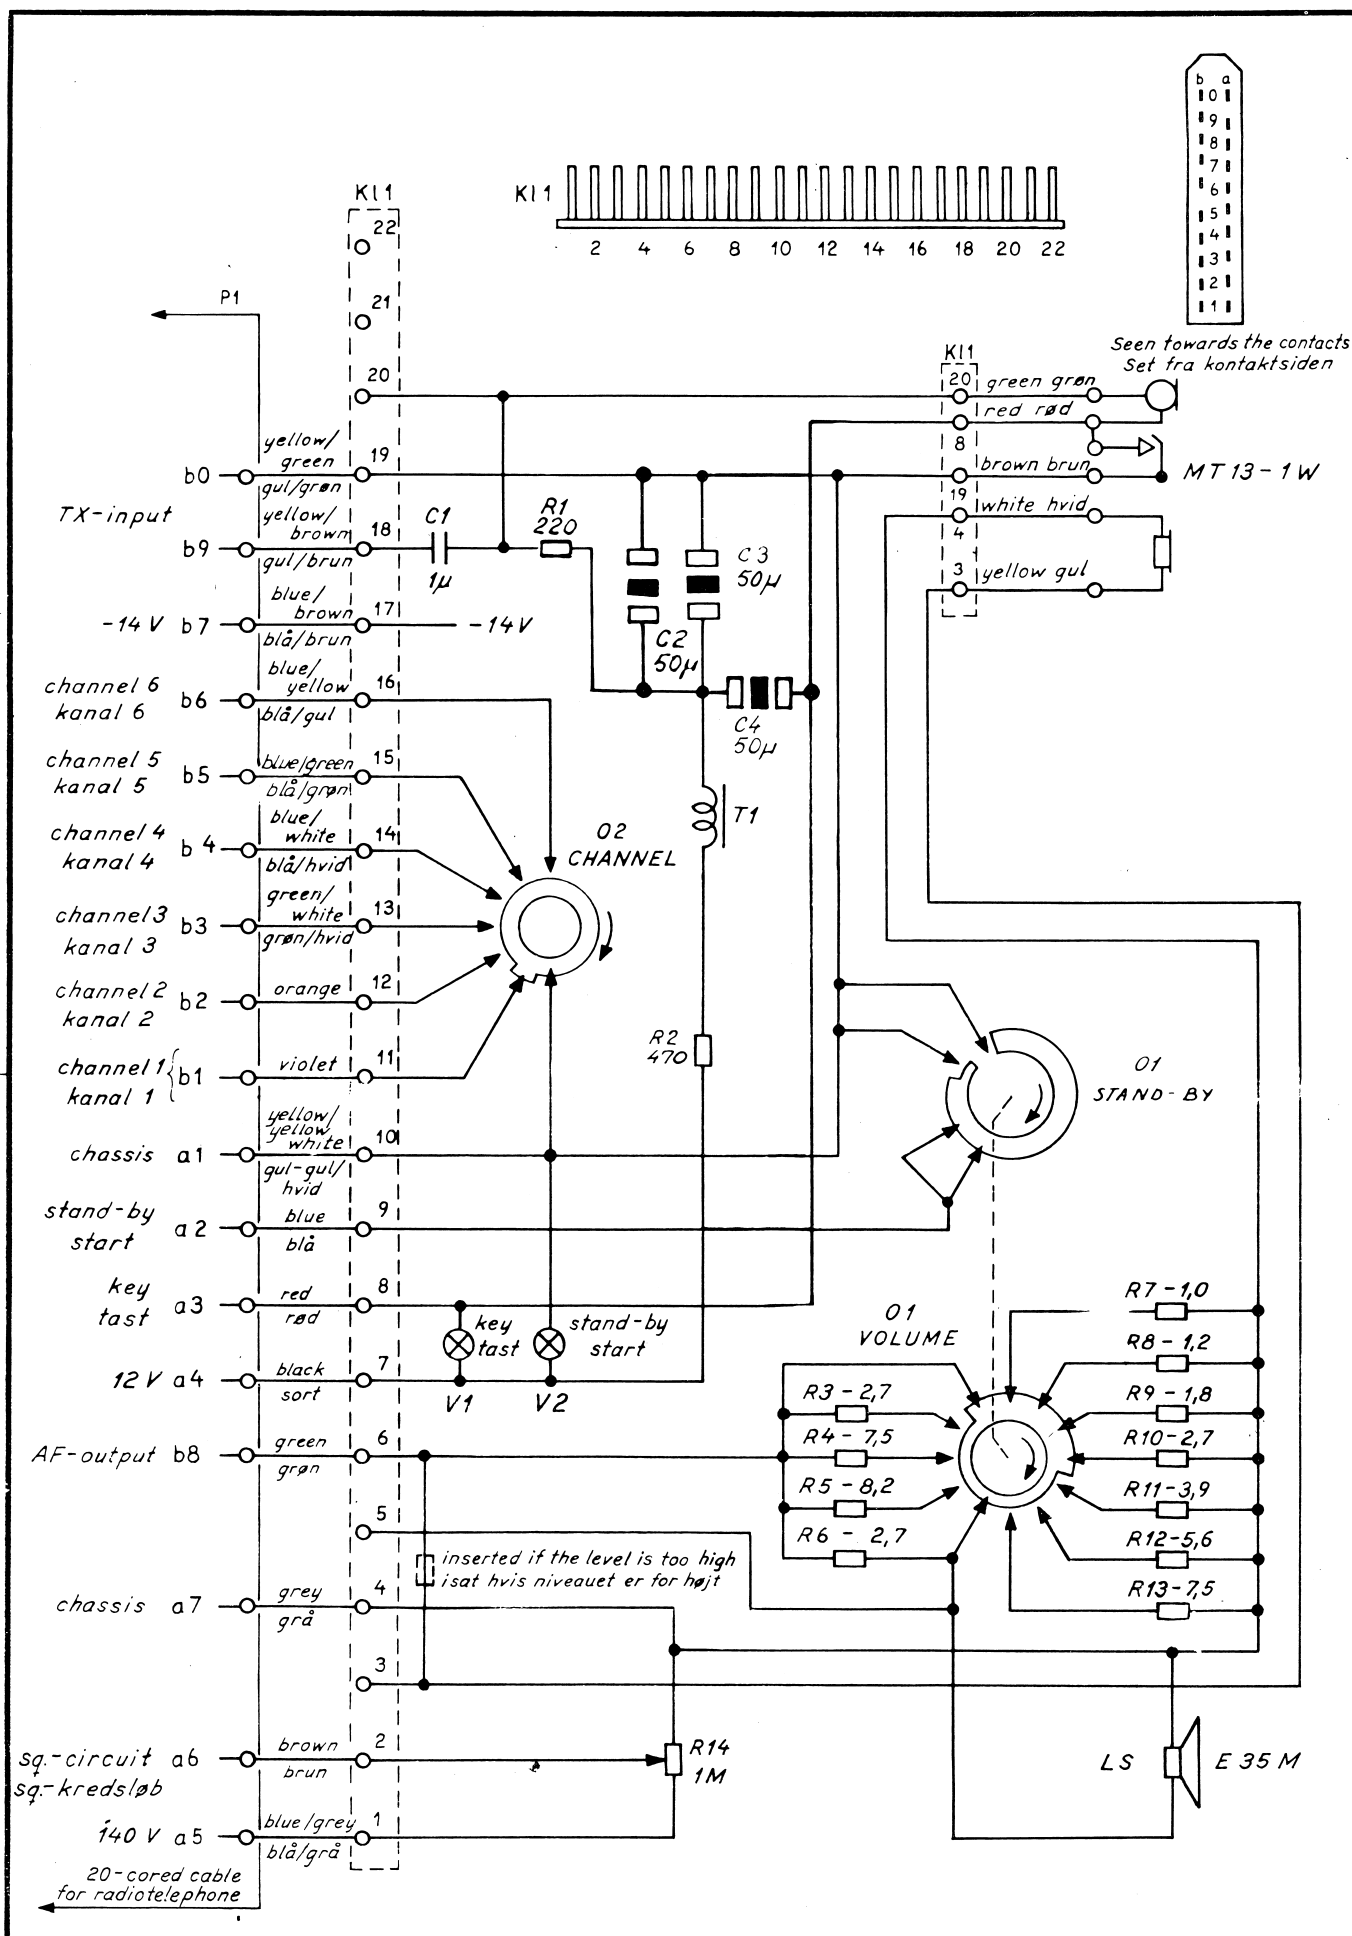 b a
0
9
8
7
6
5
4
3
2
1
Seen towards the contacts
Set fra kontaktsiden
Kl1
2 4 6 8 10 12 14 16 18 20 22
Kl1
22
21
20
P1
yellow/
green
gul/grøn
b0
19
TX-input
yellow/
brown
gul/brun
b9
18
C1
1µ
R1
220
C3
50µ
C2
50µ
C4
50µ
-14V b7
blue/
brown
blå/brun
17
-14V
channel 6
kanal 6
b6
blue/
yellow
blå/gul
16
channel 5
kanal 5
b5
blue/green
blå/grøn
15
channel 4
kanal 4
b4
blue/
white
blå/hvid
14
channel 3
kanal 3
b3
green/
white
grøn/hvid
13
channel 2
kanal 2
b2
orange
12
channel 1
kanal 1
b1
violet
11
chassis a1
yellow/
yellow
white
gul-gul/
hvid
10
stand-by
start
a2
blue
blå
9
key
tast
a3
red
rød
8
12V a4
black
sort
7
AF-output b8
green
grøn
6
5
chassis a7
grey
grå
4
3
sq.-circuit
sq.-kredsløb
a6
brown
brun
2
140 V a5
blue/grey
blå/grå
1
20-cored cable
for radiotelephone
O2
CHANNEL
T1
R2
470
key
tast
stand-by
start
V1
V2
inserted if the level is too high
isat hvis niveauet er for højt
R14
1M
Kl1
20
green grøn
red rød
8
brown brun
19
white hvid
4
3
yellow gul
MT13-1W
O1
STAND-BY
O1
VOLUME
R3-2,7
R4-7,5
R5-8,2
R6-2,7
R7-1,0
R8-1,2
R9-1,8
R10-2,7
R11-3,9
R12-5,6
R13-7,5
LS
E 35 M